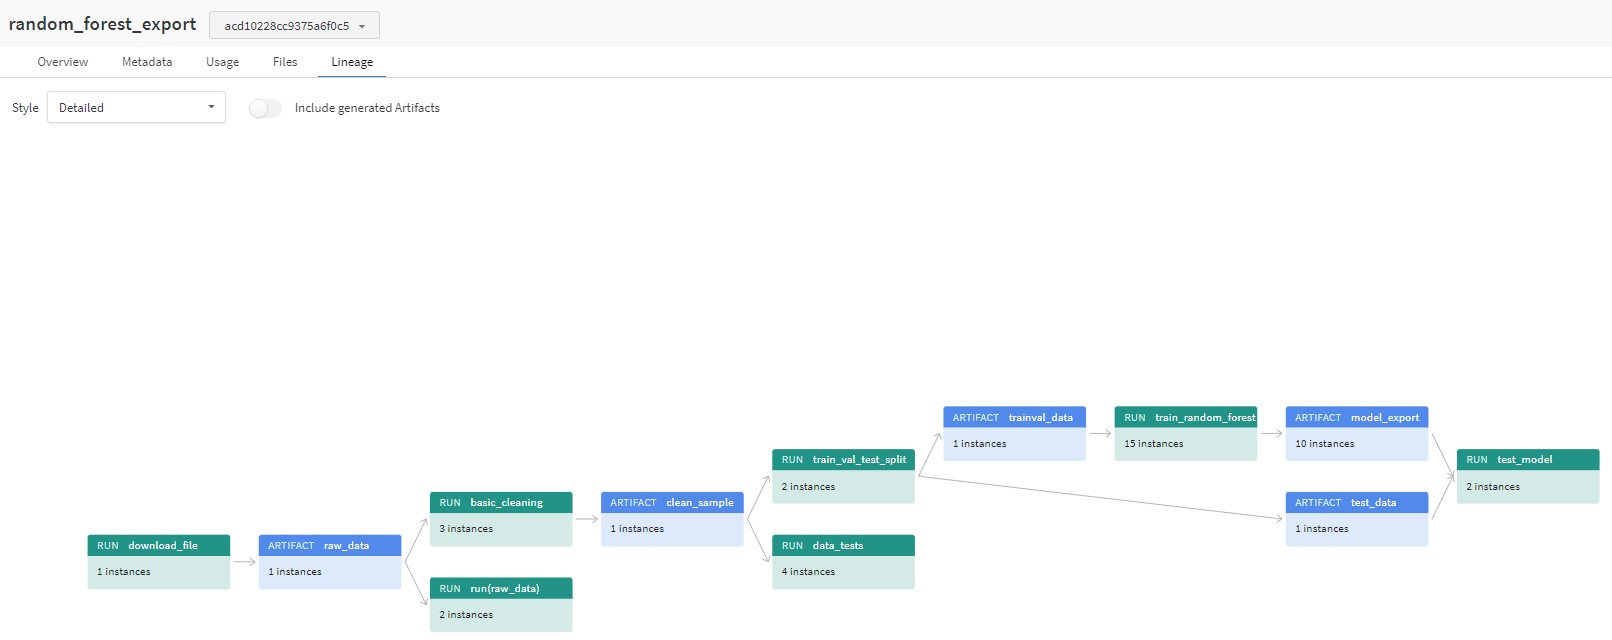 random_forest_export acd10228cc9375a6f0c5
Overview Metadata Usage Files Lineage
Style Detailed Include generated Artifacts
RUN download_file
1 instances
ARTIFACT raw_data
1 instances
RUN basic_cleaning
3 instances
RUN run(raw_data)
2 instances
ARTIFACT clean_sample
1 instances
RUN train_val_test_split
2 instances
RUN data_tests
4 instances
ARTIFACT trainval_data
1 instances
RUN train_random_forest
15 instances
ARTIFACT model_export
10 instances
ARTIFACT test_data
1 instances
RUN test_model
2 instances